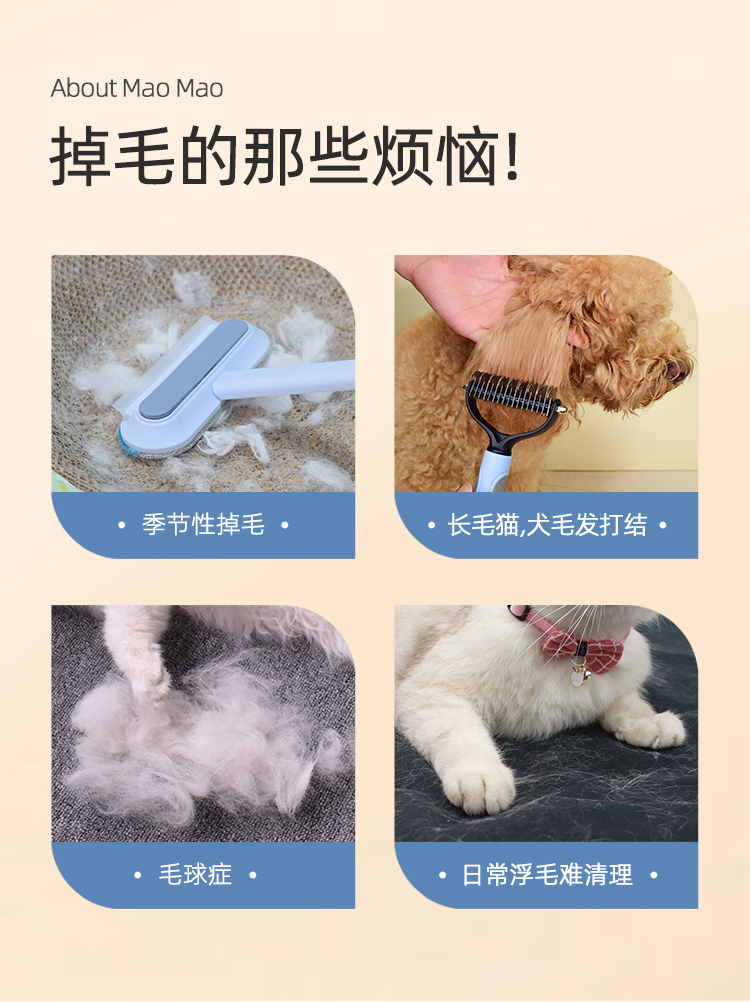 About Mao Mao
掉毛的那些烦恼!
• 季节性掉毛 •
• 长毛猫,犬毛发打结 •
• 毛球症 •
• 日常浮毛难清理 •